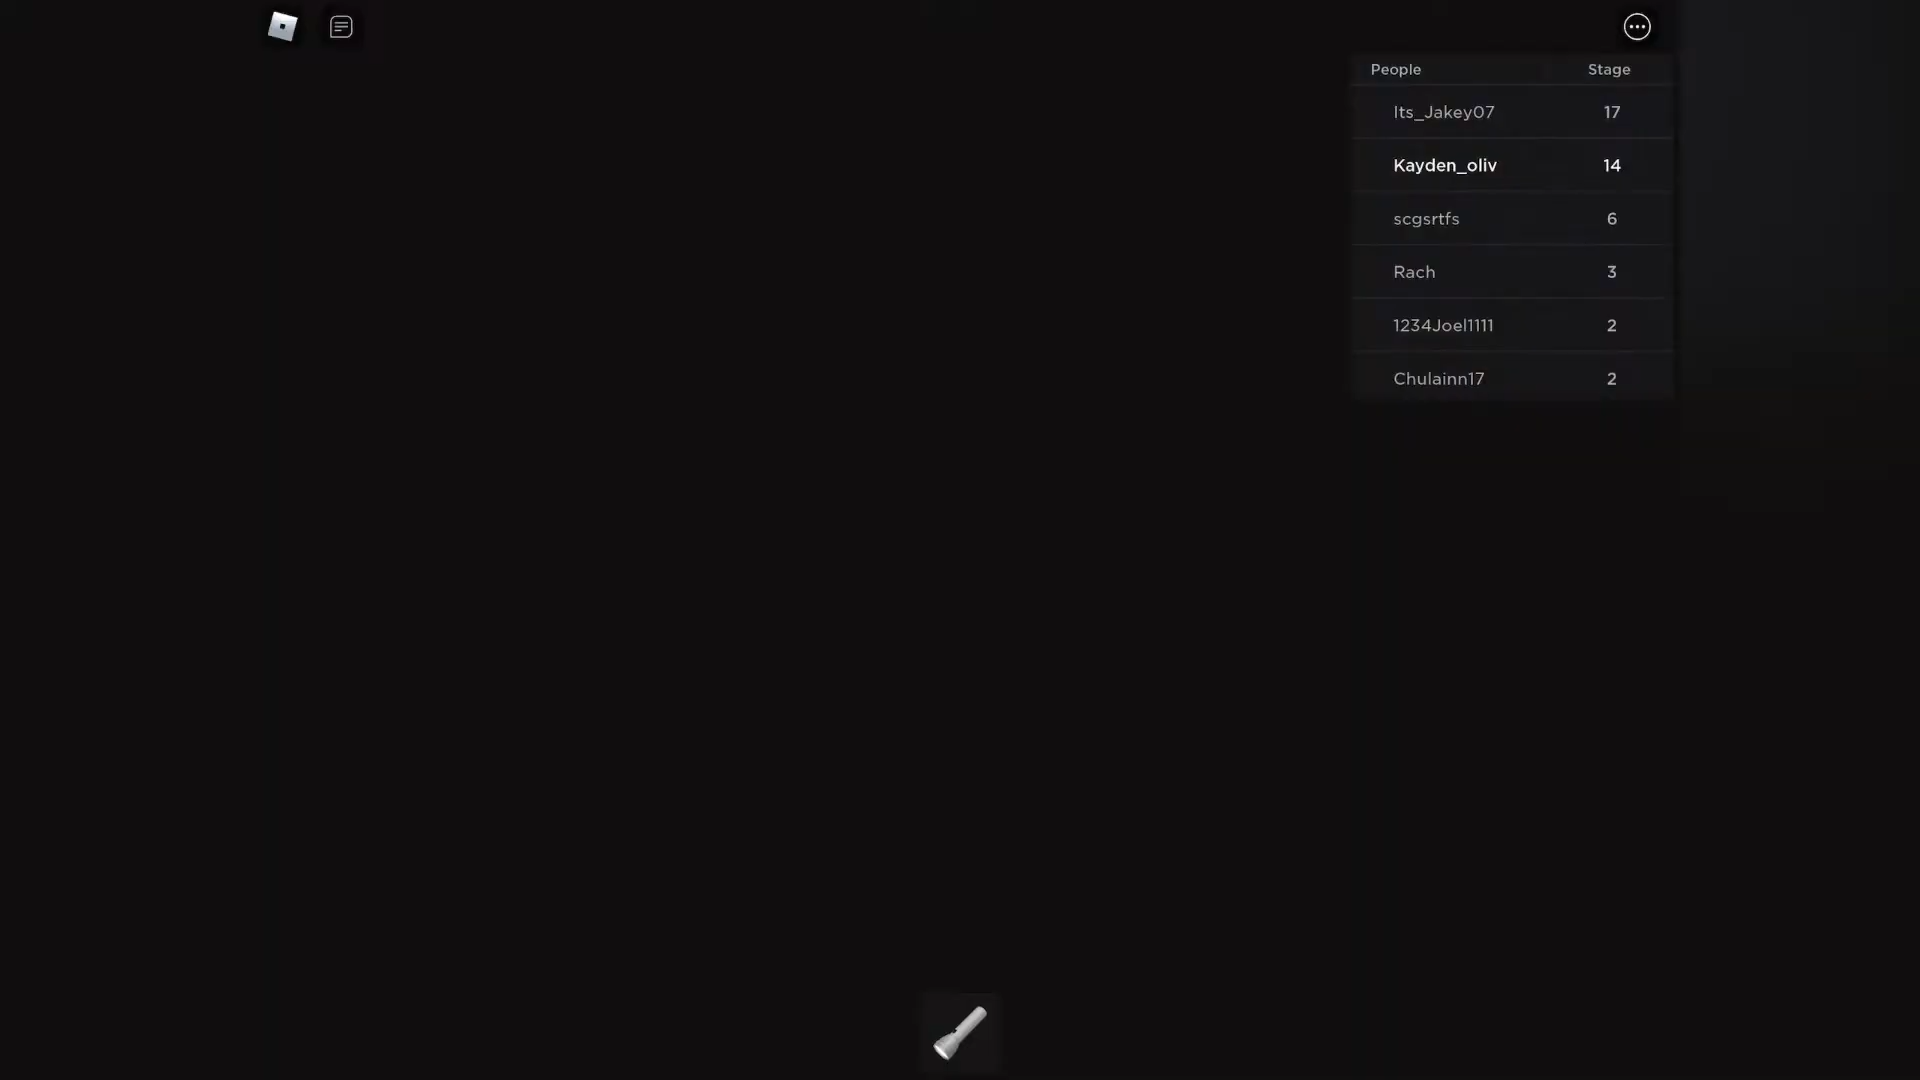 People Stage
Its_Jakey07 17
Kayden_oliv 14
scgsrtfs 6
Rach 3
1234Joel1111 2
Chulainn17 2